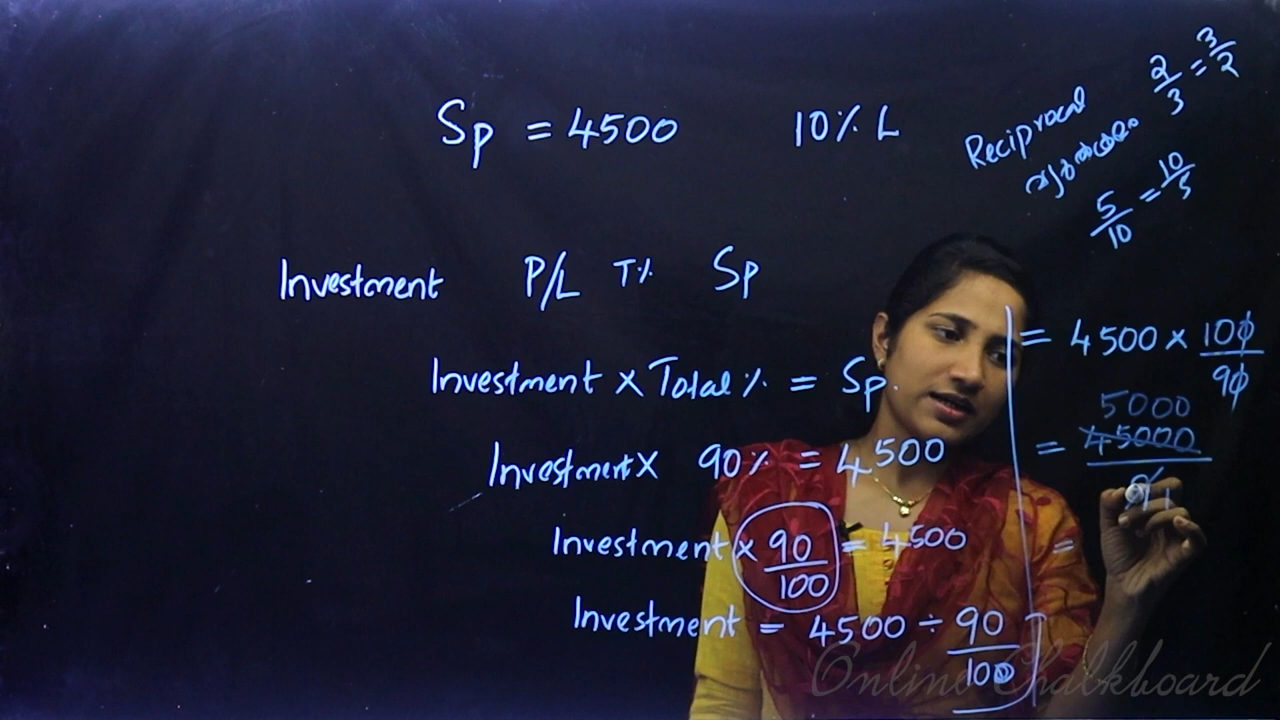 Sp = 4500 10% L
Reciprocal
2/3 = 3/2
5/10 = 10/5
Investment P/L T% Sp
Investment × Total % = Sp.
Investment × 90% = 4500
Investment × 90/100 = 4500
Investment = 4500 ÷ 90/100
= 4500 × 100/90
5000
= 45000/9 1
=
Online Chalkboard